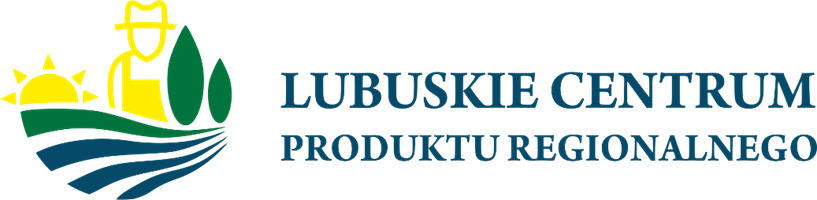 LUBUSKIE CENTRUM
PRODUKTU REGIONALNEGO